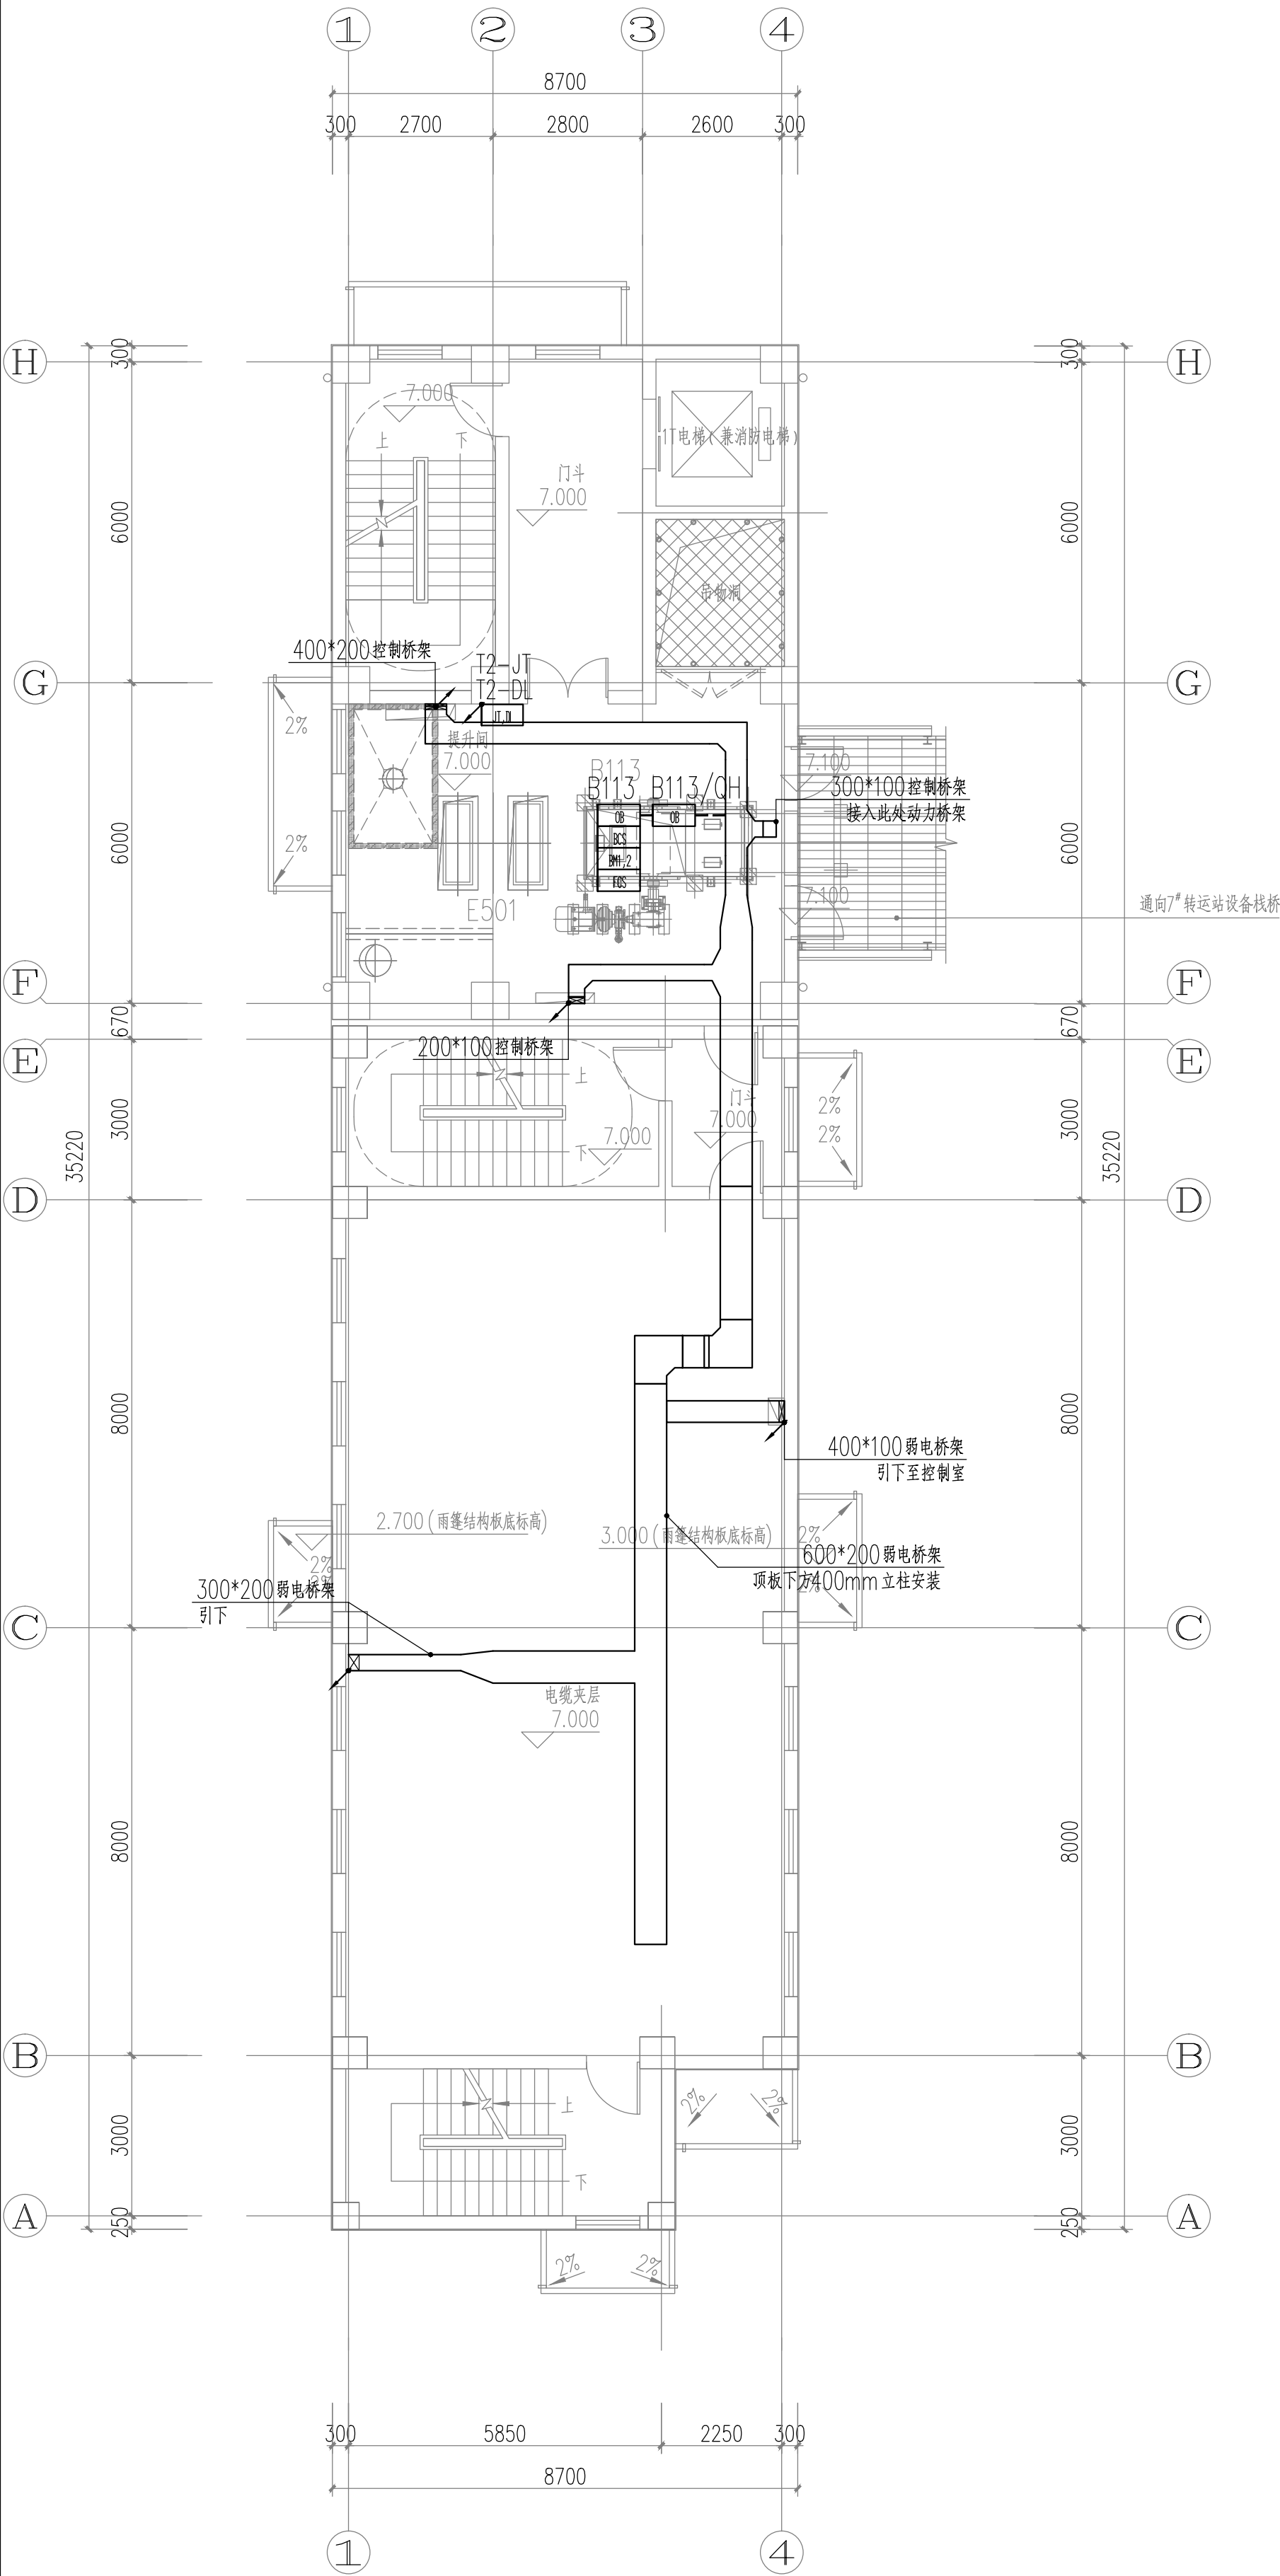 1
2
3
4
8700
300
2700
2800
2600
300
H
300
300
H
7.000
上
下
1T电梯（兼消防电梯）
门斗
7.000
6000
6000
吊物洞
400*200控制桥架
T2-JT
T2-DL
G
G
JT,DL
2%
提升间
7.000
B113
B113
B113/QH
7.100
300*100控制桥架
接入此处动力桥架
OB
OB
BCS
BM1,2
2%
6000
6000
E501
7.100
通向7#转运站设备栈桥
F
F
670
670
200*100控制桥架
E
E
上
门斗
7.000
2%
2%
7.000
下
3000
3000
35220
35220
D
D
8000
8000
400*100弱电桥架
引下至控制室
2.700(雨篷结构板底标高)
3.000(雨篷结构板底标高)
2%
2%
2%
2%
600*200弱电桥架
顶板下方400mm立柱安装
300*200弱电桥架
引下
C
C
电缆夹层
7.000
8000
8000
B
B
上
2%
2%
下
3000
3000
A
A
250
250
2%
2%
300
5850
2250
300
8700
1
4